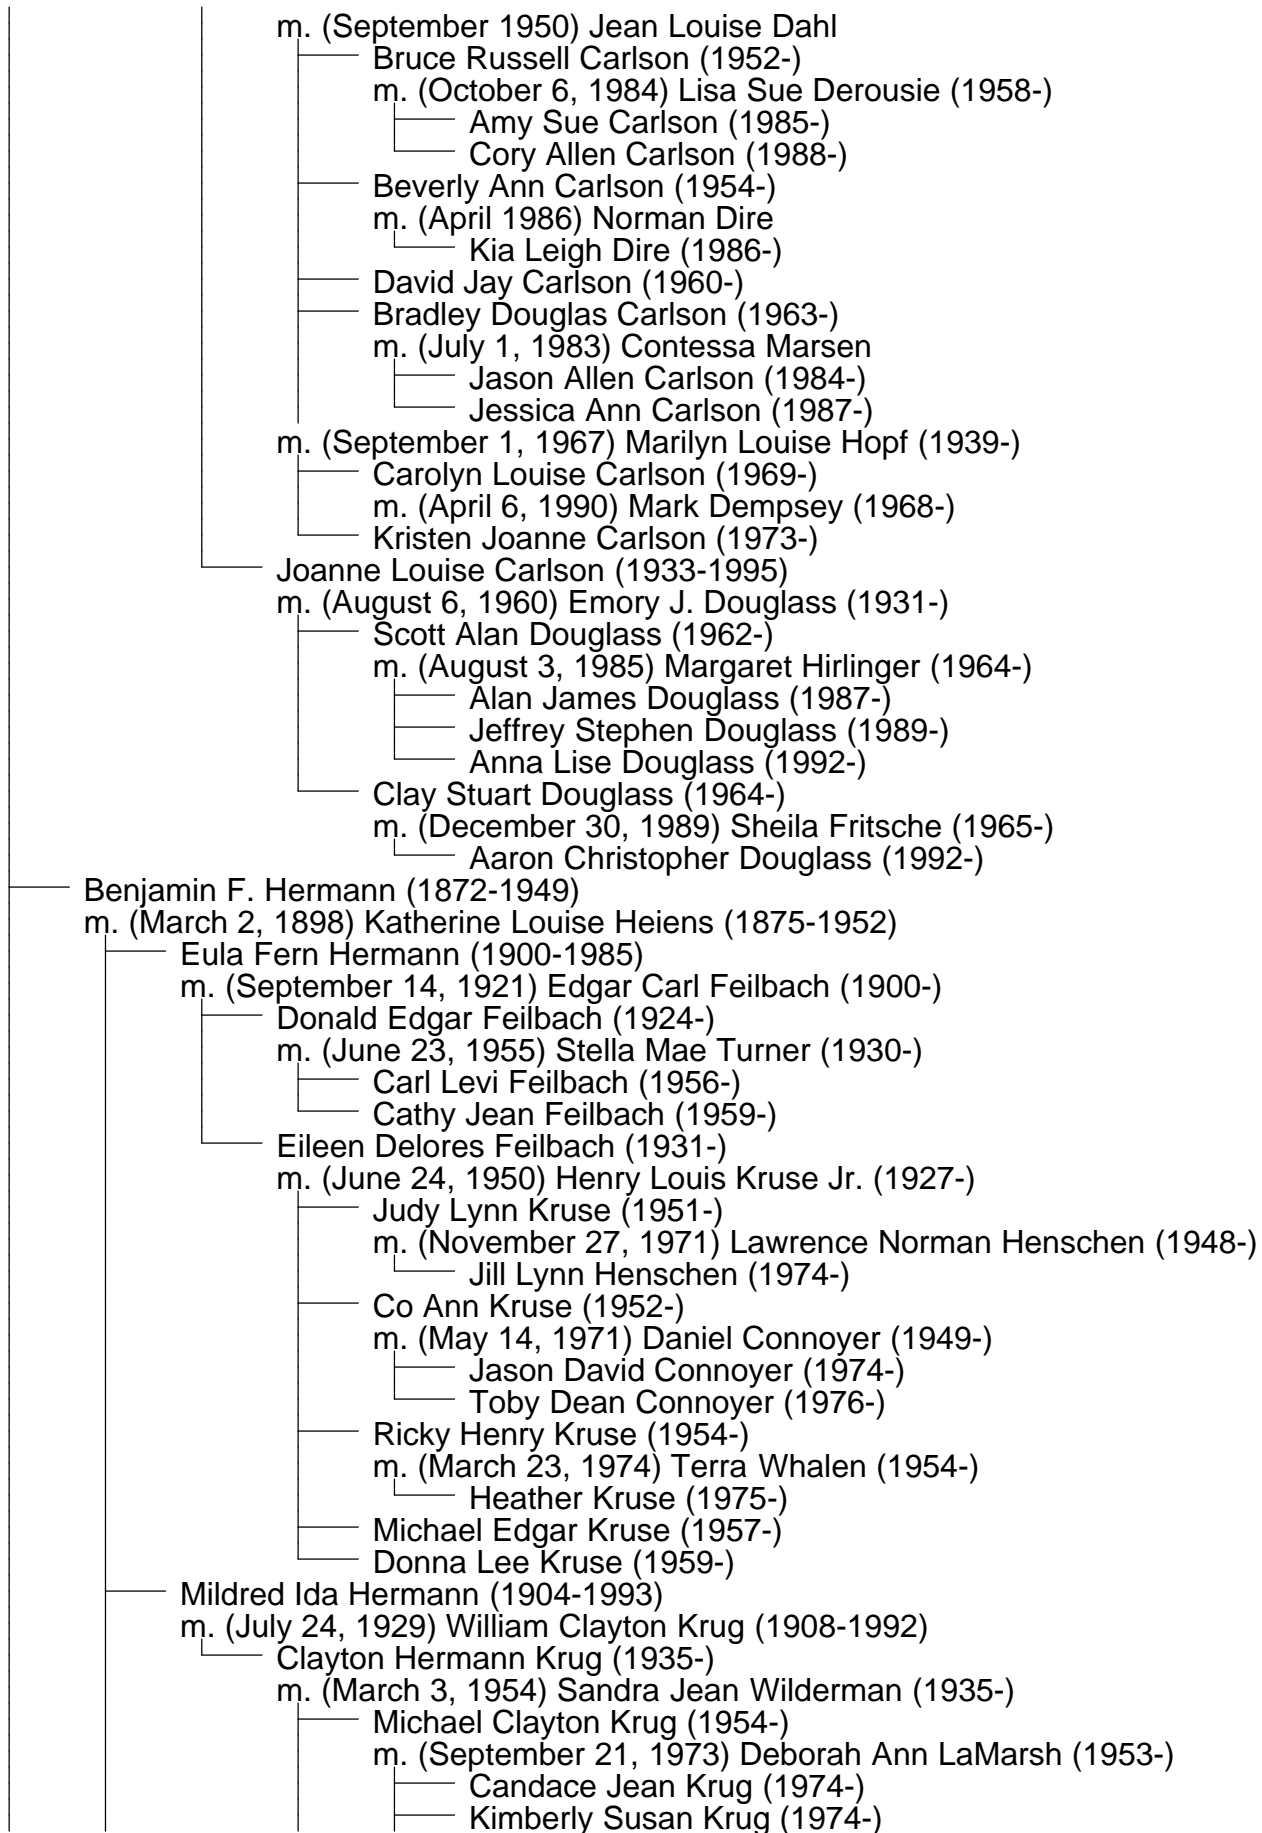 m. (September 1950) Jean Louise Dahl
Bruce Russell Carlson (1952-)
m. (October 6, 1984) Lisa Sue Derousie (1958-)
Amy Sue Carlson (1985-)
Cory Allen Carlson (1988-)
Beverly Ann Carlson (1954-)
m. (April 1986) Norman Dire
Kia Leigh Dire (1986-)
David Jay Carlson (1960-)
Bradley Douglas Carlson (1963-)
m. (July 1, 1983) Contessa Marsen
Jason Allen Carlson (1984-)
Jessica Ann Carlson (1987-)
m. (September 1, 1967) Marilyn Louise Hopf (1939-)
Carolyn Louise Carlson (1969-)
m. (April 6, 1990) Mark Dempsey (1968-)
Kristen Joanne Carlson (1973-)
Joanne Louise Carlson (1933-1995)
m. (August 6, 1960) Emory J. Douglass (1931-)
Scott Alan Douglass (1962-)
m. (August 3, 1985) Margaret Hirlinger (1964-)
Alan James Douglass (1987-)
Jeffrey Stephen Douglass (1989-)
Anna Lise Douglass (1992-)
Clay Stuart Douglass (1964-)
m. (December 30, 1989) Sheila Fritsche (1965-)
Aaron Christopher Douglass (1992-)
Benjamin F. Hermann (1872-1949)
m. (March 2, 1898) Katherine Louise Heiens (1875-1952)
Eula Fern Hermann (1900-1985)
m. (September 14, 1921) Edgar Carl Feilbach (1900-)
Donald Edgar Feilbach (1924-)
m. (June 23, 1955) Stella Mae Turner (1930-)
Carl Levi Feilbach (1956-)
Cathy Jean Feilbach (1959-)
Eileen Delores Feilbach (1931-)
m. (June 24, 1950) Henry Louis Kruse Jr. (1927-)
Judy Lynn Kruse (1951-)
m. (November 27, 1971) Lawrence Norman Henschen (1948-)
Jill Lynn Henschen (1974-)
Co Ann Kruse (1952-)
m. (May 14, 1971) Daniel Connoyer (1949-)
Jason David Connoyer (1974-)
Toby Dean Connoyer (1976-)
Ricky Henry Kruse (1954-)
m. (March 23, 1974) Terra Whalen (1954-)
Heather Kruse (1975-)
Michael Edgar Kruse (1957-)
Donna Lee Kruse (1959-)
Mildred Ida Hermann (1904-1993)
m. (July 24, 1929) William Clayton Krug (1908-1992)
Clayton Hermann Krug (1935-)
m. (March 3, 1954) Sandra Jean Wilderman (1935-)
Michael Clayton Krug (1954-)
m. (September 21, 1973) Deborah Ann LaMarsh (1953-)
Candace Jean Krug (1974-)
Kimberly Susan Krug (1974-)